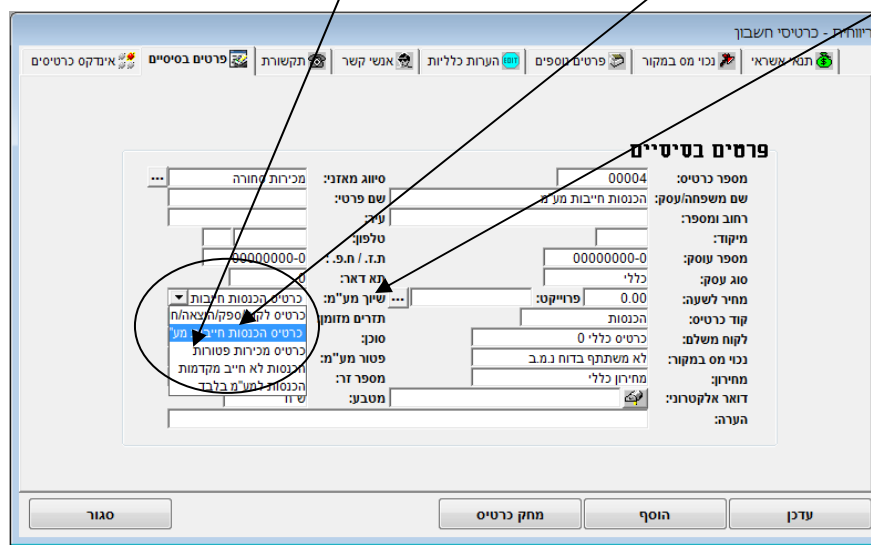 ריווחית - כרטיסי חשבון
תנאי אשראי
נכוי מס במקור
פרטים נוספים
הערות כלליות
אנשי קשר
תקשורת
פרטים בסיסיים
אינדקס כרטיסים
פרטים בסיסיים
מספר כרטיס: 00004 סיווג מאזני: מכירות סחורה ...
שם משפחה/עסק: הכנסות חייבות מע"מ שם פרטי:
רחוב ומספר: עיר:
מיקוד: טלפון:
מספר עוסק: 00000000-0 ת.ז. / ח.פ. : 00000000-0
סוג עסק: כללי תא דאר: 0
מחיר לשעה: 0.00 פרוייקט: ... שיוך מע"מ: כרטיס הכנסות חייבות
קוד כרטיס: הכנסות תזרים מזומן:
לקוח משלם: כרטיס כללי 0 סוכן:
נכוי מס במקור: לא משתתף בדוח נ.מ.ב פטור מע"מ:
מחירון: מחירון כללי מספר זר:
דואר אלקטרוני: מטבע:
הערה:
כרטיס הכנסות חייבות מע"
כרטיס מכירות פטורות
הכנסות לא חייב מקדמות
הכנסות למע"מ בלבד
עדכן
הוסף
מחק כרטיס
סגור